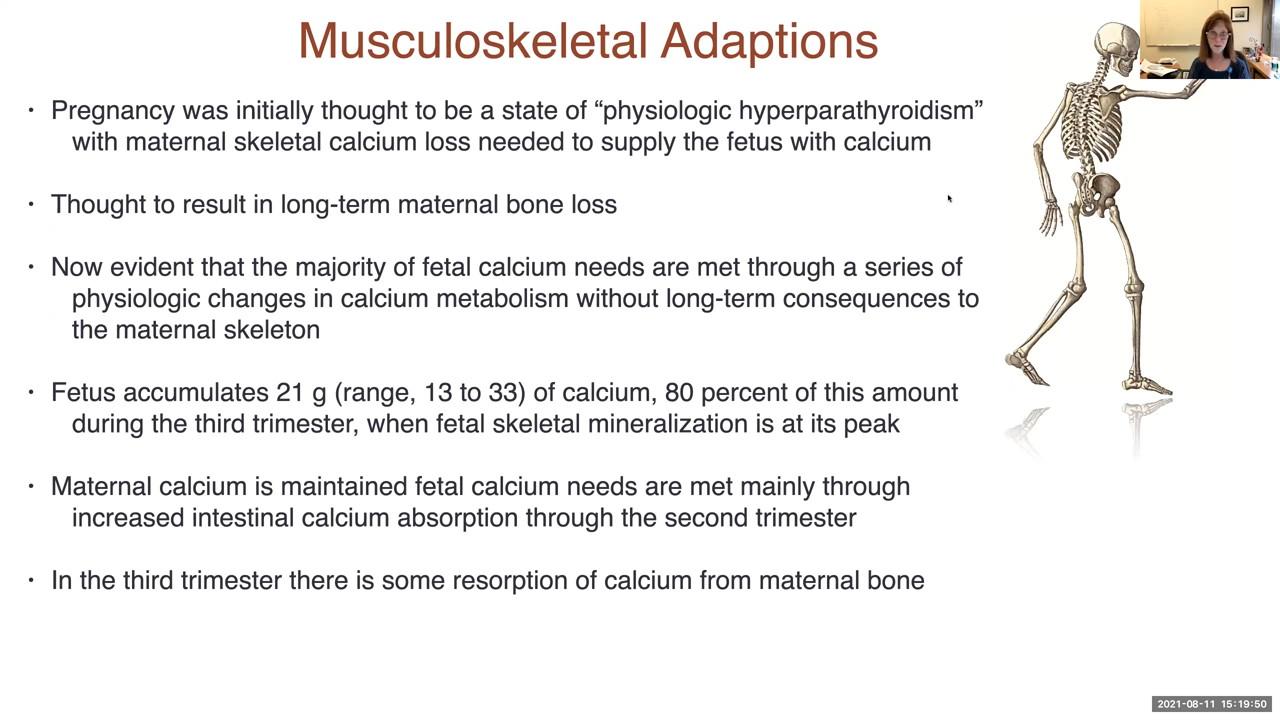 Musculoskeletal Adaptions
• Pregnancy was initially thought to be a state of “physiologic hyperparathyroidism”
with maternal skeletal calcium loss needed to supply the fetus with calcium
• Thought to result in long-term maternal bone loss
• Now evident that the majority of fetal calcium needs are met through a series of
physiologic changes in calcium metabolism without long-term consequences to
the maternal skeleton
• Fetus accumulates 21 g (range, 13 to 33) of calcium, 80 percent of this amount
during the third trimester, when fetal skeletal mineralization is at its peak
• Maternal calcium is maintained fetal calcium needs are met mainly through
increased intestinal calcium absorption through the second trimester
• In the third trimester there is some resorption of calcium from maternal bone
2021-08-11 15:19:50